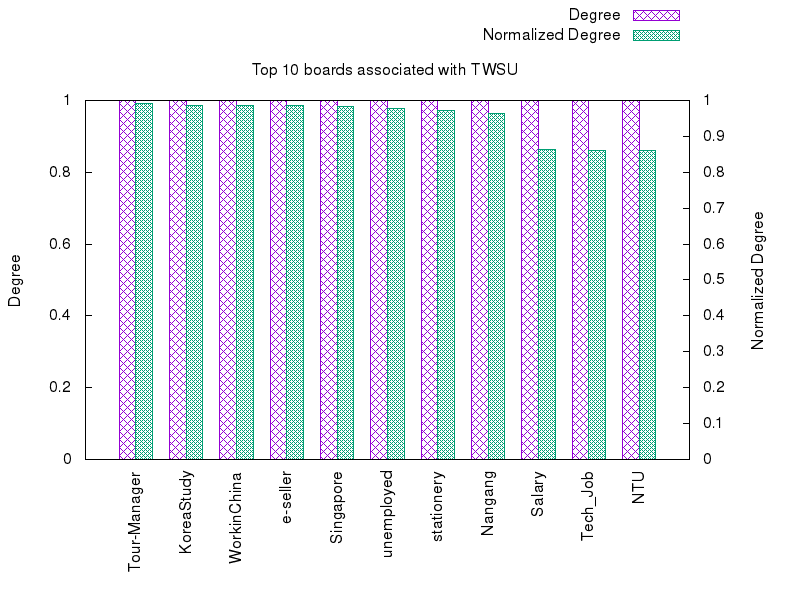 Degree
Normalized Degree
Top 10 boards associated with TWSU
1
0.8
0.6
0.4
0.2
0
Degree
1
0.9
0.8
0.7
0.6
0.5
0.4
0.3
0.2
0.1
0
Normalized Degree
Tour-Manager
KoreaStudy
WorkinChina
e-seller
Singapore
unemployed
stationery
Nangang
Salary
Tech_Job
NTU